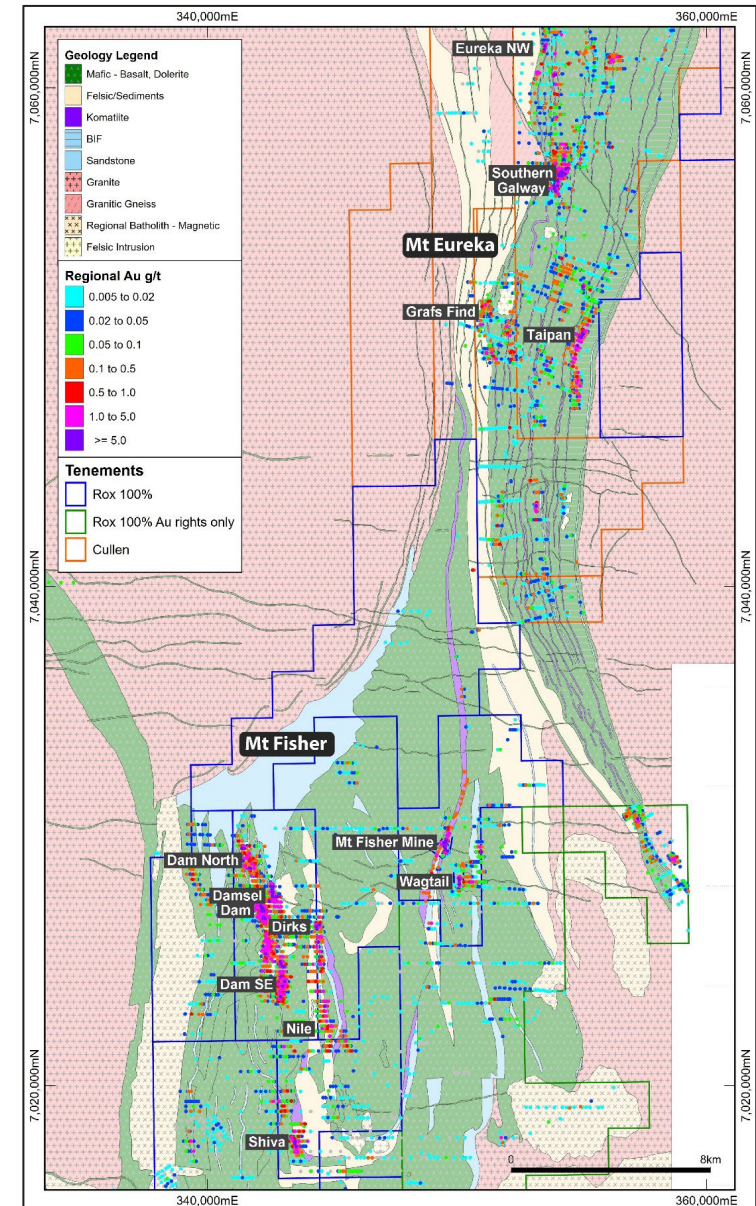 340,000mE
360,000mE
7,060,000mN
7,060,000mN
Geology Legend
Mafic - Basalt, Dolerite
Felsic/Sediments
Komatiite
BIF
Sandstone
Granite
Granitic Gneiss
Regional Batholith - Magnetic
Felsic Intrusion
Regional Au g/t
0.005 to 0.02
0.02 to 0.05
0.05 to 0.1
0.1 to 0.5
0.5 to 1.0
1.0 to 5.0
>= 5.0
Tenements
Rox 100%
Rox 100% Au rights only
Cullen
Eureka NW
Southern
Galway
Mt Eureka
Grafs Find
Taipan
7,040,000mN
7,040,000mN
Mt Fisher
Mt Fisher Mine
Dam North
Wagtail
Damsel
Dam
Dirks
Dam SE
Nile
7,020,000mN
7,020,000mN
Shiva
0
8km
340,000mE
360,000mE